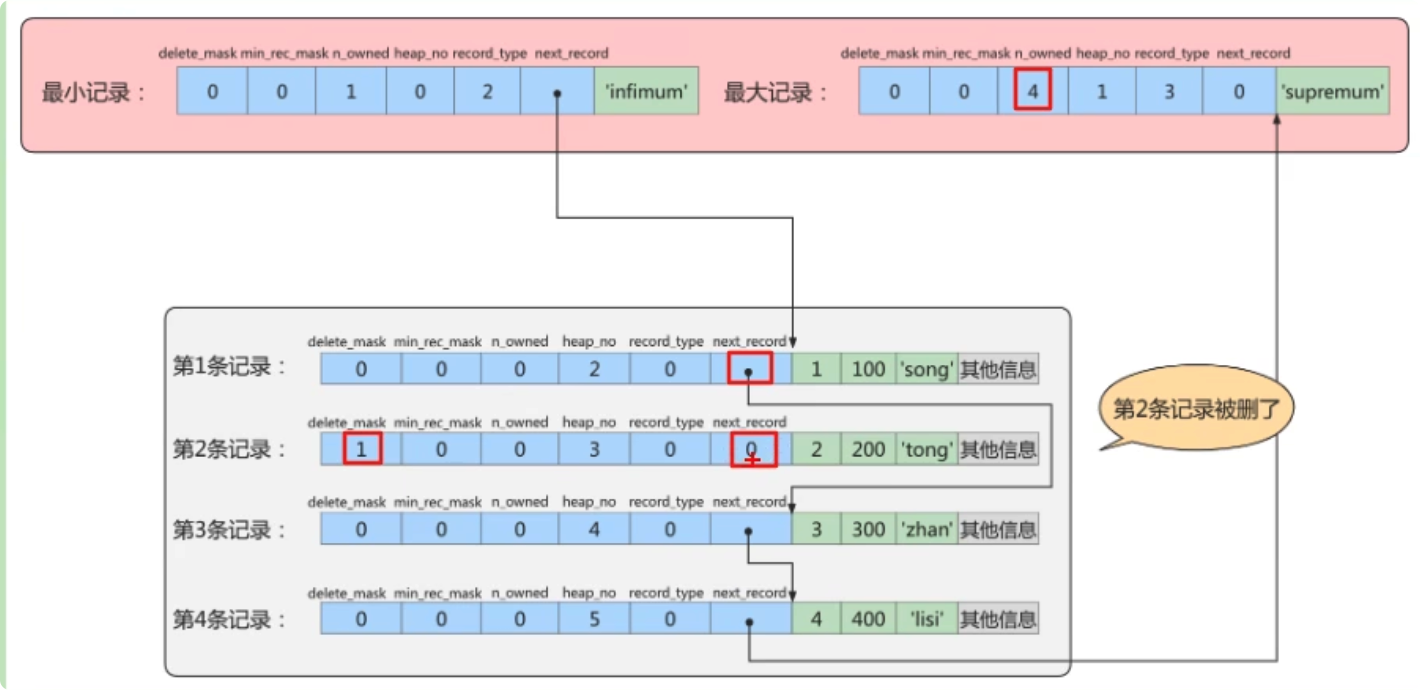 delete_mask min_rec_mask n_owned heap_no record_type next_record
最小记录： 0 0 1 0 2 'infimum'
delete_mask min_rec_mask n_owned heap_no record_type next_record
最大记录： 0 0 4 1 3 0 'supremum'
delete_mask min_rec_mask n_owned heap_no record_type next_record
第1条记录： 0 0 0 2 0 1 100 'song' 其他信息
delete_mask min_rec_mask n_owned heap_no record_type next_record
第2条记录： 1 0 0 3 0 0 2 200 'tong' 其他信息
第2条记录被删了
delete_mask min_rec_mask n_owned heap_no record_type next_record
第3条记录： 0 0 0 4 0 3 300 'zhan' 其他信息
delete_mask min_rec_mask n_owned heap_no record_type next_record
第4条记录： 0 0 0 5 0 4 400 'lisi' 其他信息